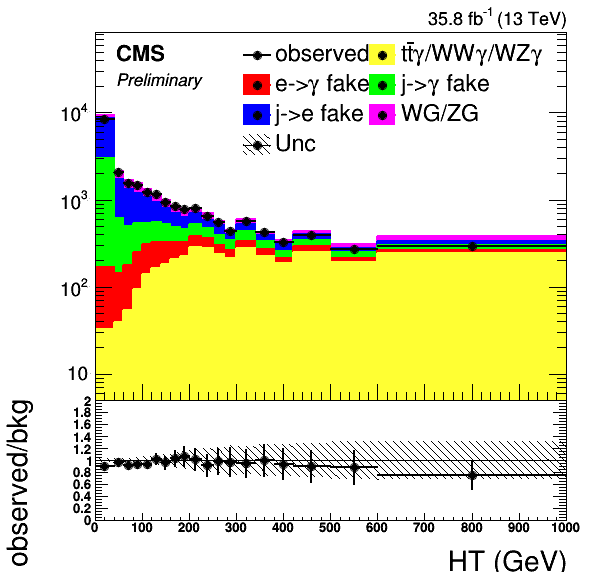 35.8 fb⁻¹ (13 TeV)
CMS
Preliminary
observed
tt̄γ/WWγ/WZγ
e->γ fake
j->γ fake
j->e fake
WG/ZG
Unc
10⁴
10³
10²
10
observed/bkg
2
1.8
1.6
1.4
1.2
1
0.8
0.6
0.4
0.2
0
0 100 200 300 400 500 600 700 800 900 1000
HT (GeV)